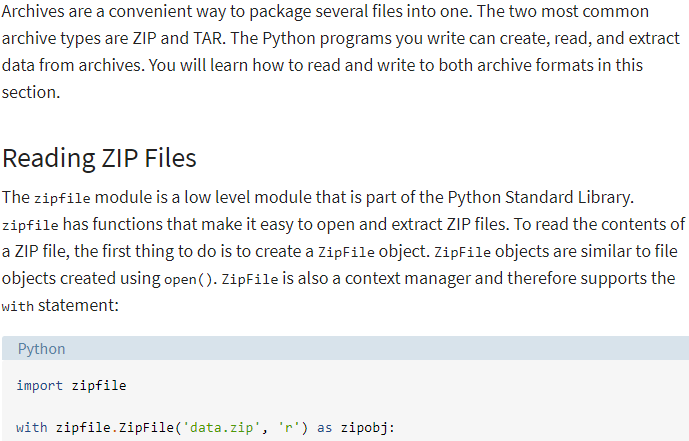 Archives are a convenient way to package several files into one. The two most common
archive types are ZIP and TAR. The Python programs you write can create, read, and extract
data from archives. You will learn how to read and write to both archive formats in this
section.
Reading ZIP Files
The zipfile module is a low level module that is part of the Python Standard Library.
zipfile has functions that make it easy to open and extract ZIP files. To read the contents of
a ZIP file, the first thing to do is to create a ZipFile object. ZipFile objects are similar to file
objects created using open(). ZipFile is also a context manager and therefore supports the
with statement:
Python
import zipfile
with zipfile.ZipFile('data.zip', 'r') as zipobj: